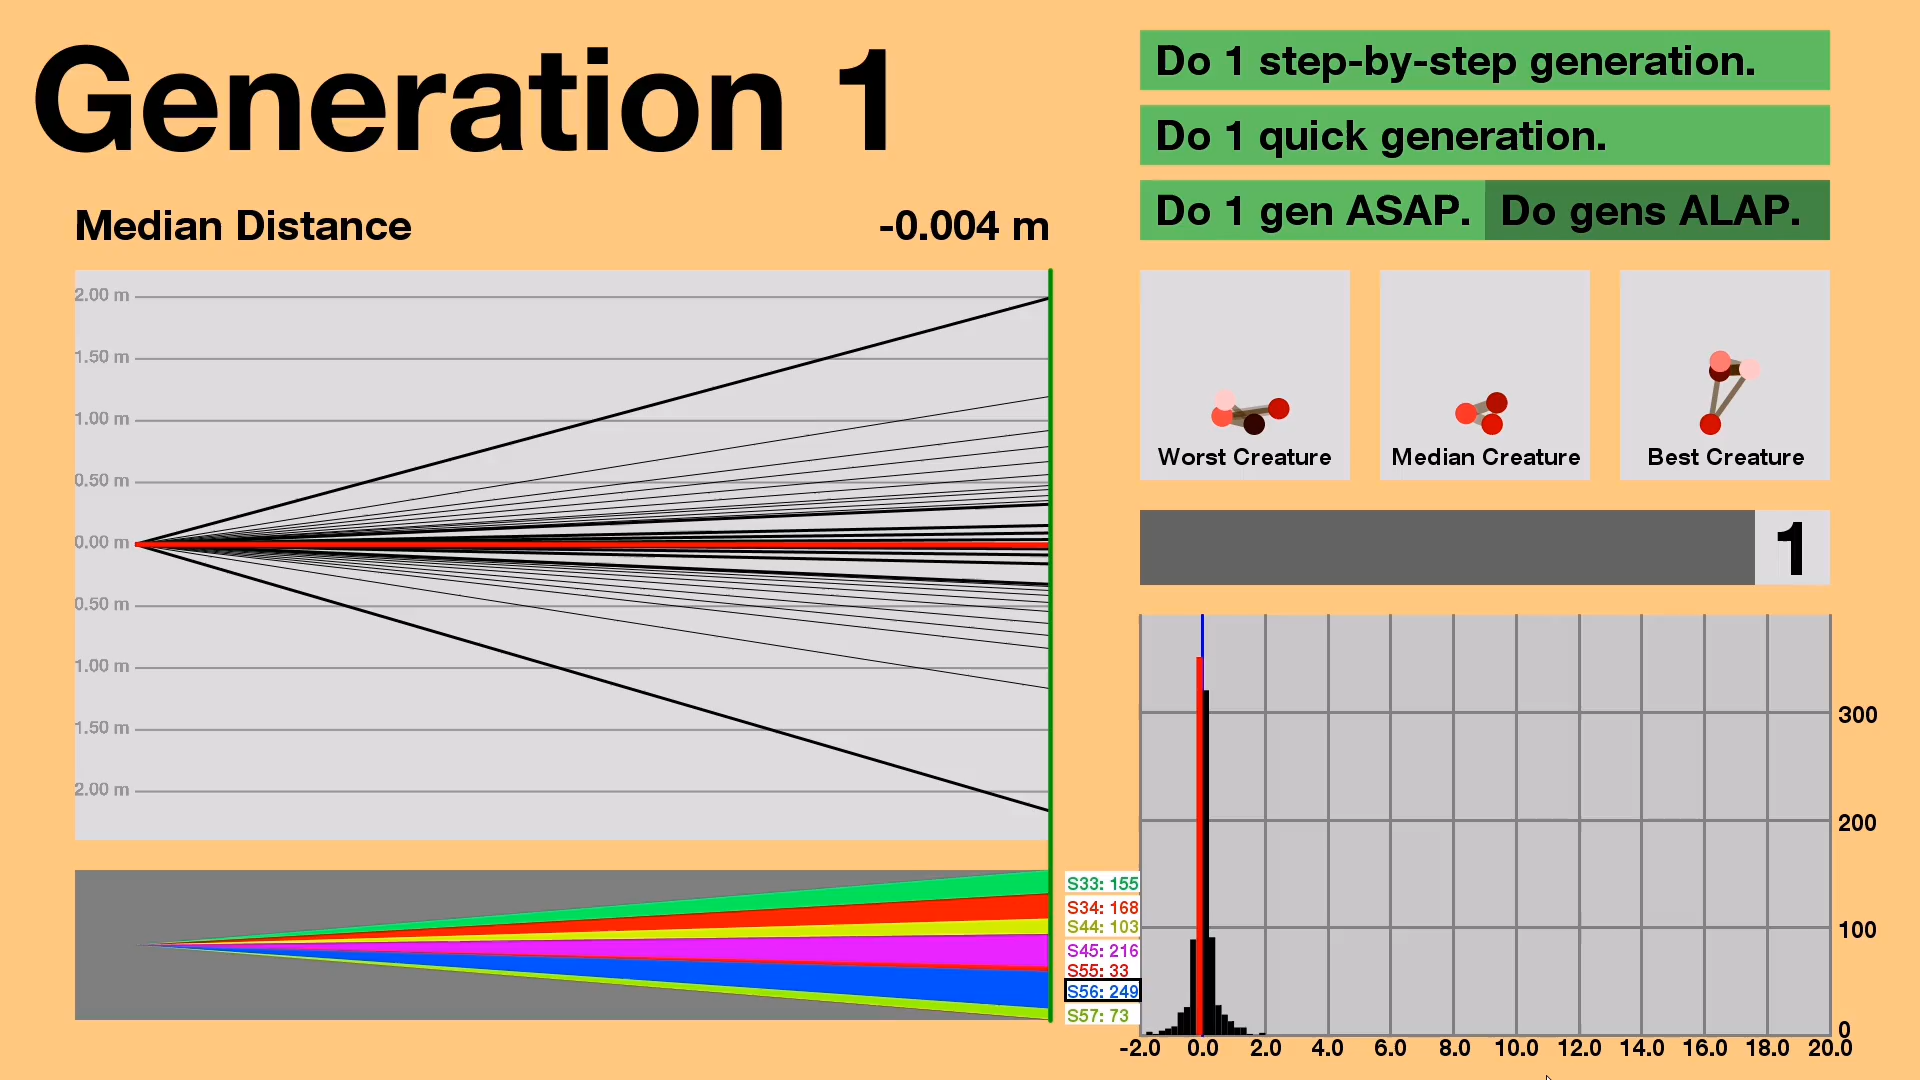 Generation 1
Do 1 step-by-step generation.
Do 1 quick generation.
Do 1 gen ASAP.
Do gens ALAP.
Median Distance
-0.004 m
2.00 m
1.50 m
1.00 m
0.50 m
0.00 m
0.50 m
1.00 m
1.50 m
2.00 m
Worst Creature
Median Creature
Best Creature
1
S33: 155
S34: 168
S44: 103
S45: 216
S55: 33
S56: 249
S57: 73
300
200
100
0
-2.0 0.0 2.0 4.0 6.0 8.0 10.0 12.0 14.0 16.0 18.0 20.0